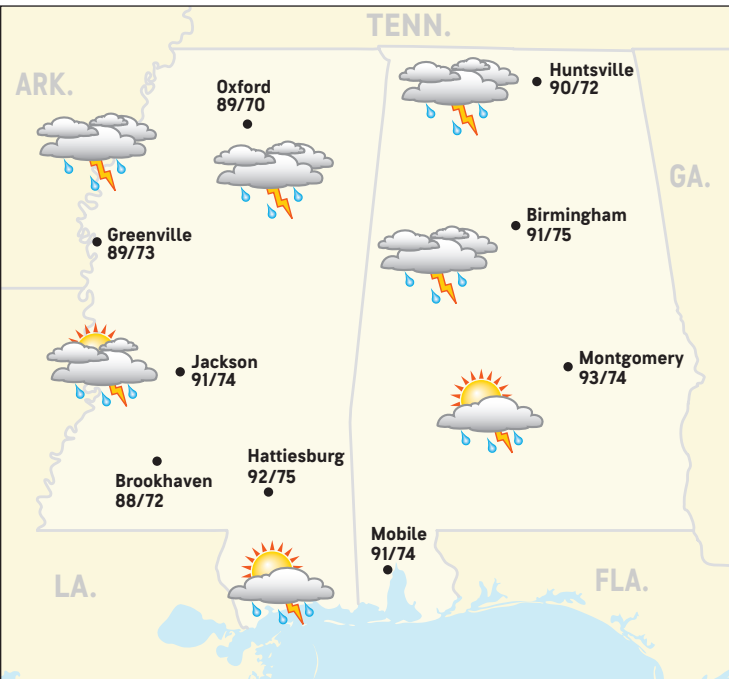 TENN.
ARK.
Oxford
89/70
Huntsville
90/72
GA.
Greenville
89/73
Birmingham
91/75
Jackson
91/74
Montgomery
93/74
Brookhaven
88/72
Hattiesburg
92/75
Mobile
91/74
LA.
FLA.